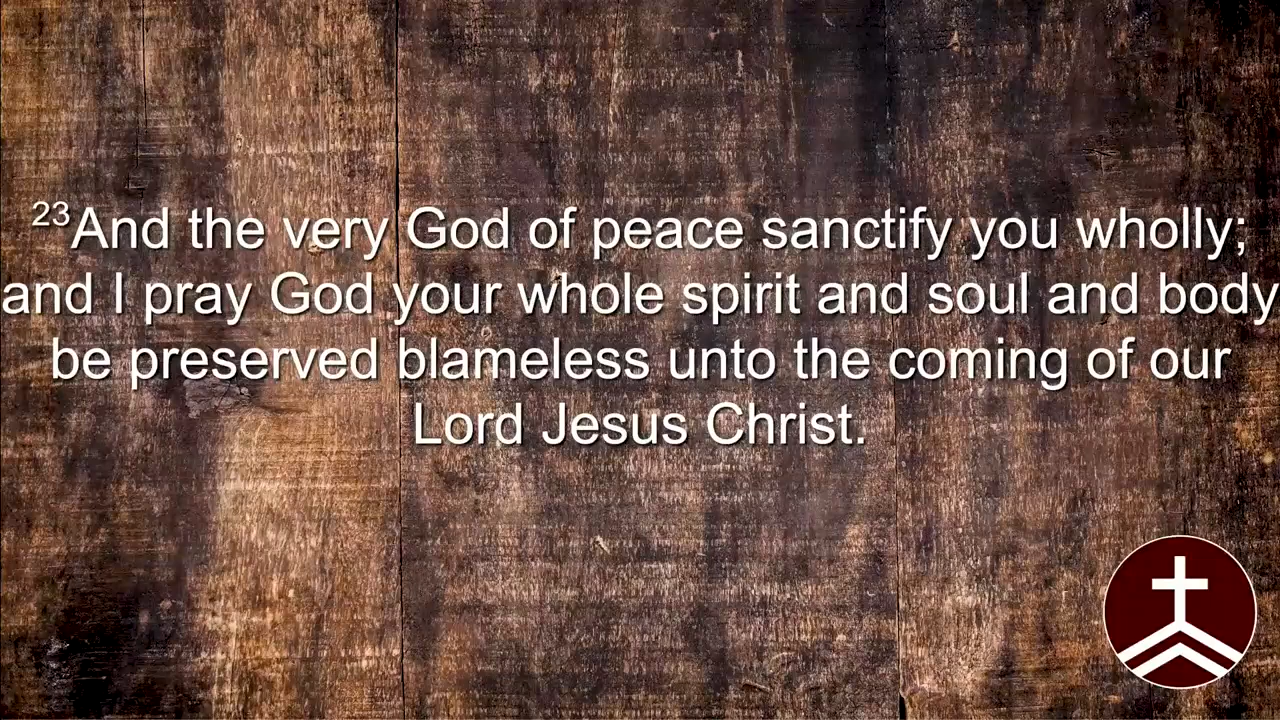 ²³And the very God of peace sanctify you wholly;
and I pray God your whole spirit and soul and body
be preserved blameless unto the coming of our
Lord Jesus Christ.